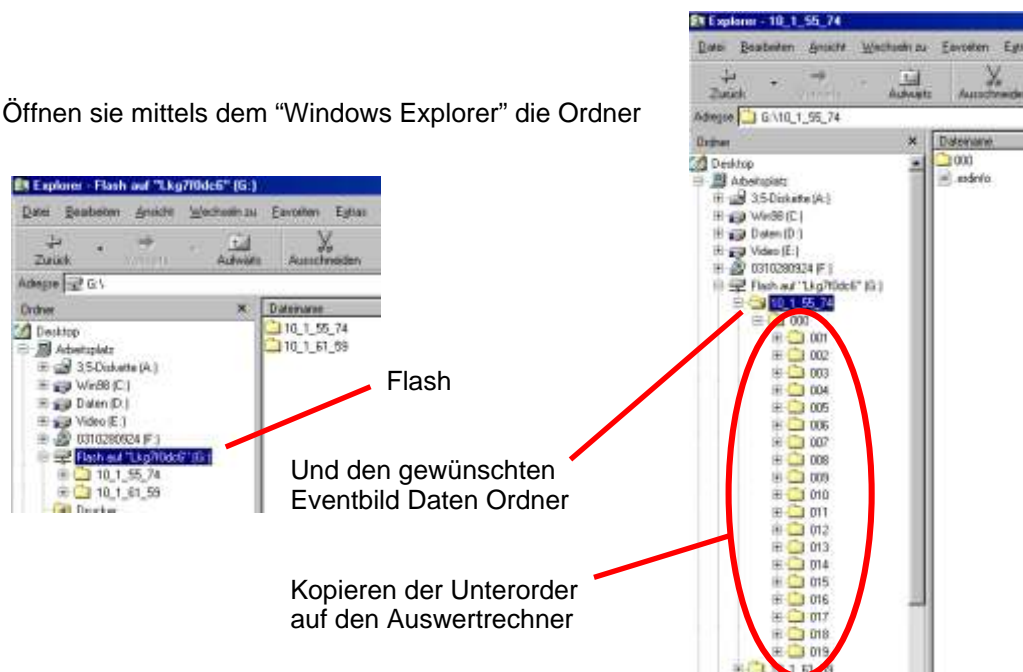 Öffnen sie mittels dem “Windows Explorer” die Ordner
Explorer - Flash auf "Lkg7f0dc6" (G:)
Datei Bearbeiten Ansicht Wechseln zu Favoriten Extras
Zurück Aufwärts Ausschneiden
Adresse G:\
Ordner Dateiname
Desktop
Arbeitsplatz
3,5-Diskette (A:)
Win98 (C:)
Daten (D:)
Video (E:)
0310280924 (F:)
Flash auf "Lkg7f0dc6" (G:)
10_1_55_74
10_1_61_59
Drucker
10_1_55_74
10_1_61_59
Flash
Und den gewünschten
Eventbild Daten Ordner
Kopieren der Unterorder
auf den Auswertrechner
Explorer - 10_1_55_74
Datei Bearbeiten Ansicht Wechseln zu Favoriten
Zurück Aufwärts
Adresse G:\10_1_55_74
Ordner Dateiname
Desktop
Arbeitsplatz
3,5-Diskette (A:)
Win98 (C:)
Daten (D:)
Video (E:)
0310280924 (F:)
Flash auf "Lkg7f0dc6" (G:)
10_1_55_74
000
001
002
003
004
005
006
007
008
009
010
011
012
013
014
015
016
017
018
019
000